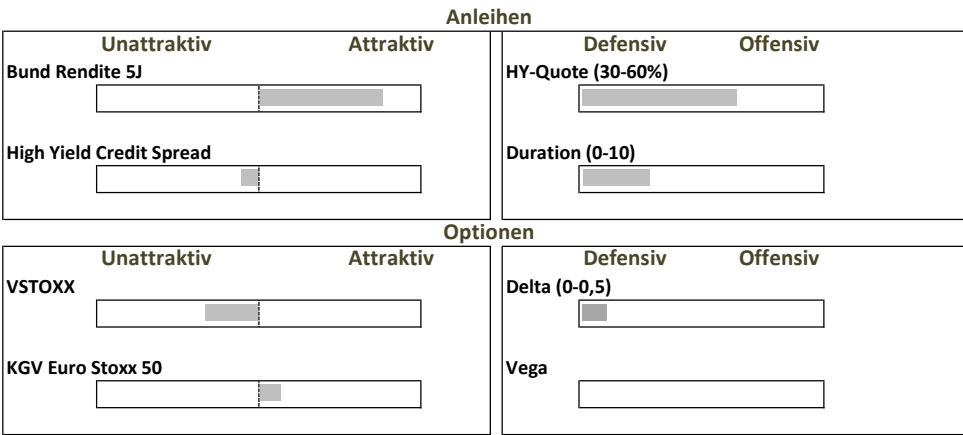 Anleihen
Unattraktiv Attraktiv Defensiv Offensiv
Bund Rendite 5J HY-Quote (30-60%)
High Yield Credit Spread Duration (0-10)
Optionen
Unattraktiv Attraktiv Defensiv Offensiv
VSTOXX Delta (0-0,5)
KGV Euro Stoxx 50 Vega